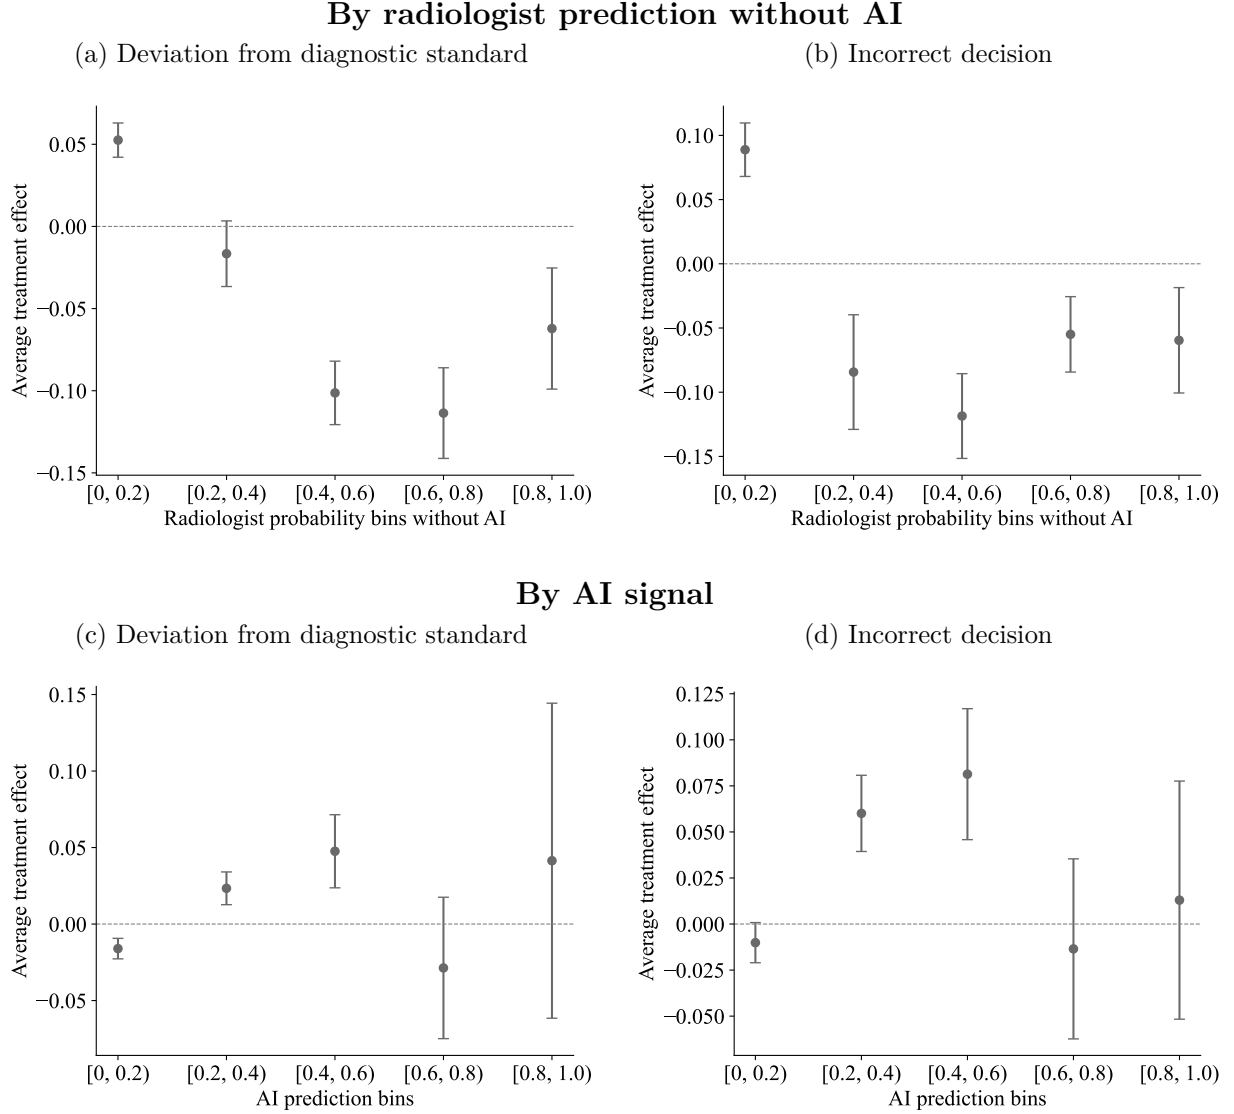 By radiologist prediction without AI
(a) Deviation from diagnostic standard
Average treatment effect
0.05
0.00
−0.05
−0.10
−0.15
[0, 0.2) [0.2, 0.4) [0.4, 0.6) [0.6, 0.8) [0.8, 1.0)
Radiologist probability bins without AI
(b) Incorrect decision
Average treatment effect
0.10
0.05
0.00
−0.05
−0.10
−0.15
[0, 0.2) [0.2, 0.4) [0.4, 0.6) [0.6, 0.8) [0.8, 1.0)
Radiologist probability bins without AI
By AI signal
(c) Deviation from diagnostic standard
Average treatment effect
0.15
0.10
0.05
0.00
−0.05
[0, 0.2) [0.2, 0.4) [0.4, 0.6) [0.6, 0.8) [0.8, 1.0)
AI prediction bins
(d) Incorrect decision
Average treatment effect
0.125
0.100
0.075
0.050
0.025
0.000
−0.025
−0.050
[0, 0.2) [0.2, 0.4) [0.4, 0.6) [0.6, 0.8) [0.8, 1.0)
AI prediction bins